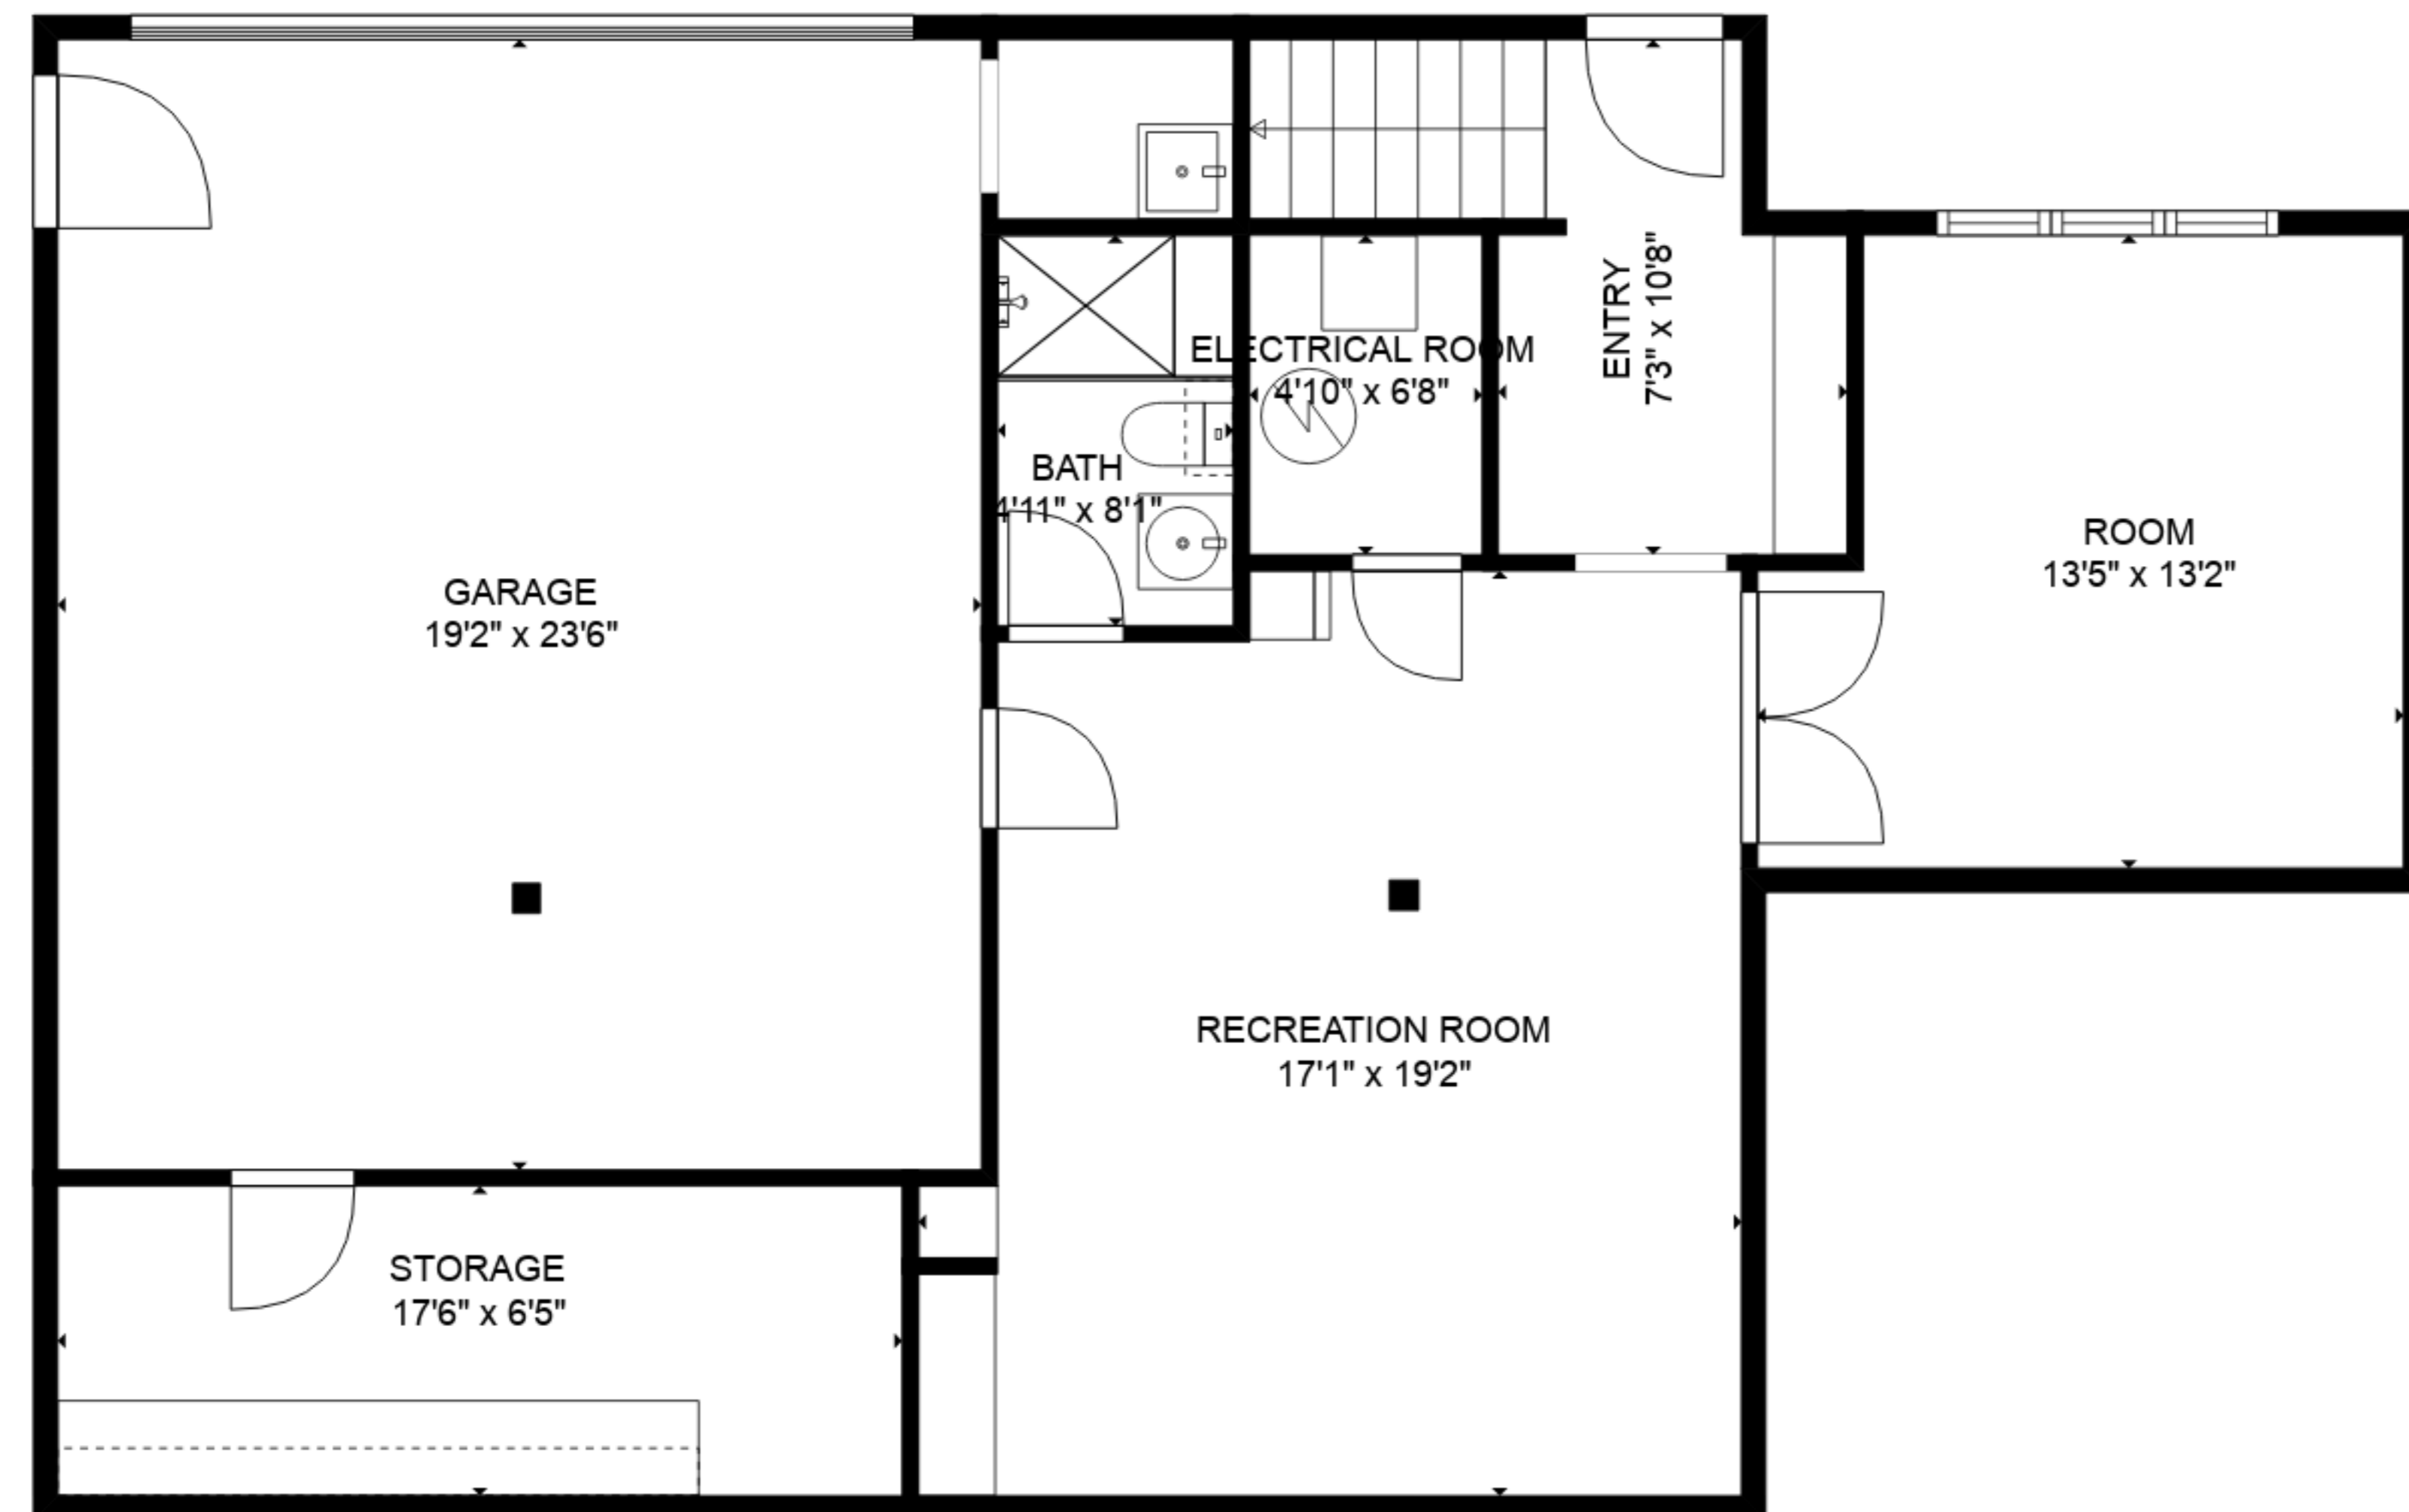 ELECTRICAL ROOM
4'10" x 6'8"
ENTRY
7'3" x 10'8"
BATH
4'11" x 8'1"
ROOM
13'5" x 13'2"
GARAGE
19'2" x 23'6"
RECREATION ROOM
17'1" x 19'2"
STORAGE
17'6" x 6'5"